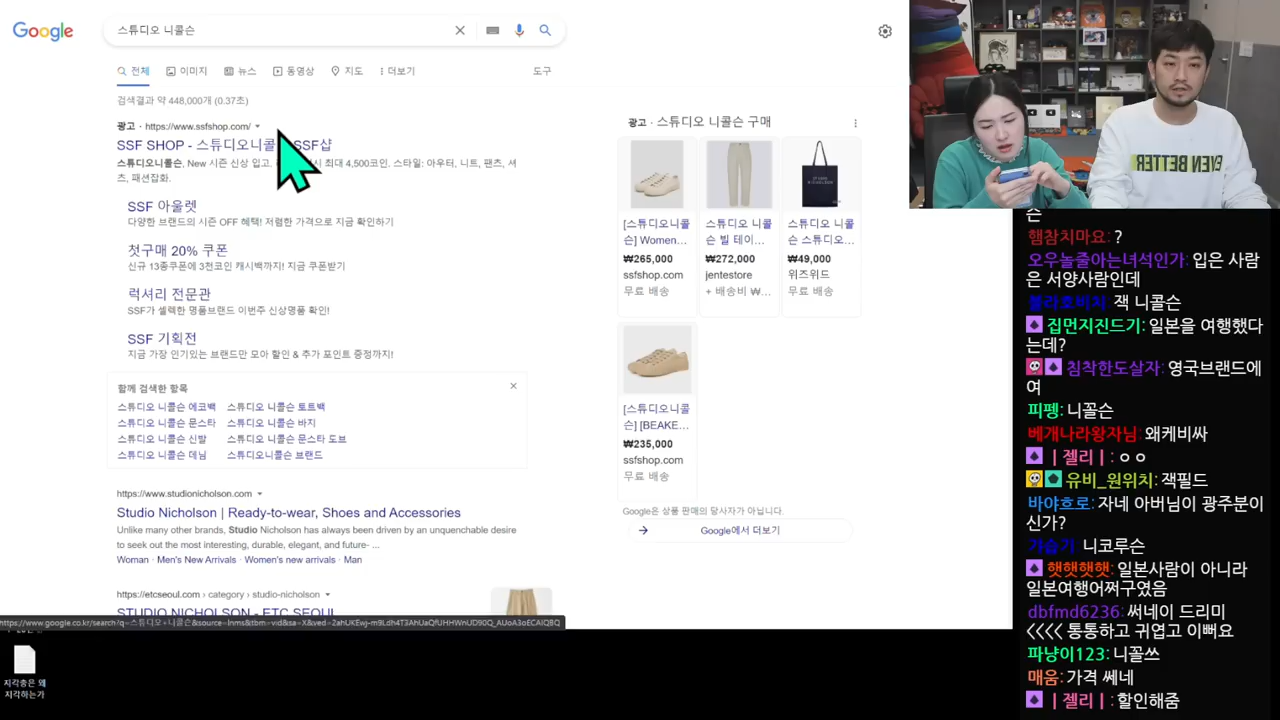 Google
스튜디오 니콜슨
전체 이미지 뉴스 동영상 지도 더보기 도구
검색결과 약 448,000개 (0.37초)
광고 · https://www.ssfshop.com/
SSF SHOP - 스튜디오니콜 SSF샵
스튜디오니콜슨, New 시즌 신상 입고. 최대 4,500코인. 스타일: 아우터, 니트, 팬츠, 셔
츠, 패션잡화.
SSF 아울렛
다양한 브랜드의 시즌 OFF 혜택! 저렴한 가격으로 지금 확인하기
첫구매 20% 쿠폰
신규 13종쿠폰에 3천코인 캐시백까지! 지금 쿠폰받기
럭셔리 전문관
SSF가 셀렉한 명품브랜드 이번주 신상명품 확인!
SSF 기획전
지금 가장 인기있는 브랜드만 모아 할인 & 추가 포인트 증정까지!
함께 검색한 항목
스튜디오 니콜슨 에코백 스튜디오 니콜슨 토트백
스튜디오 니콜슨 문스타 스튜디오 니콜슨 바지
스튜디오 니콜슨 신발 스튜디오 니콜슨 문스타 도브
스튜디오 니콜슨 데님 스튜디오니콜슨 브랜드
https://www.studionicholson.com
Studio Nicholson | Ready-to-wear, Shoes and Accessories
Unlike many other brands, Studio Nicholson has always been driven by an unquenchable desire
to seek out the most interesting, durable, elegant, and future- ...
Woman · Men's New Arrivals · Women's new arrivals · Man
https://etcseoul.com › category › studio-nicholson
STUDIO NICHOLSON - ETC SEOUL
광고 · 스튜디오 니콜슨 구매
[스튜디오니콜
슨] Women...
₩265,000
ssfshop.com
무료 배송
스튜디오 니콜
슨 빌 테이...
₩272,000
jentestore
+ 배송비 ₩...
스튜디오 니콜
슨 스튜디오...
₩49,000
위즈위드
무료 배송
[스튜디오니콜
슨] [BEAKE...
₩235,000
ssfshop.com
무료 배송
Google은 상품 판매의 당사자가 아닙니다.
Google에서 더보기
지각층은 왜
지각하는가
EVEN BETTER
슨
햄참치마요: ?
오우놀줄아는녀석인가: 입은 사람
은 서양사람인데
볼라호비치: 잭 니콜슨
집먼지진드기: 일본을 여행했다
는데?
침착한도살자: 영국브랜드에
여
피펭: 니꼴슨
베개나라왕자님: 왜케비싸
| 젤리 | : ㅇㅇ
유비_원위치: 잭필드
바야흐로: 자네 아버님이 광주분이
신가?
가습기: 니코루슨
햇햇햇햇: 일본사람이 아니라
일본여행어쩌구였음
dbfmd6236: 써네이 드리미
<<<< 통통하고 귀엽고 이뻐요
파냥이123: 니꼴쓰
매움: 가격 쎄네
| 젤리 | : 할인해줌